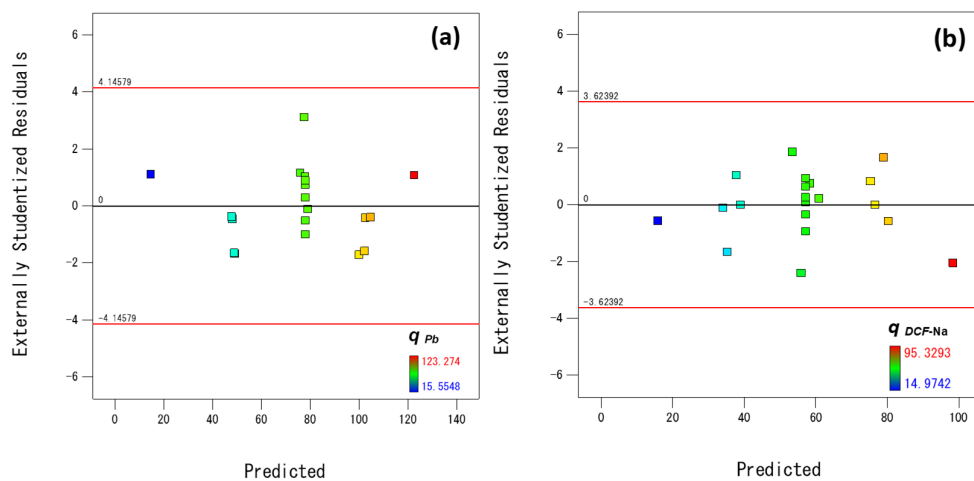 (a)
Externally Studentized Residuals
6
4
2
0
-2
-4
-6
4.14579
0
-4.14579
q Pb
123.274
15.5548
0 20 40 60 80 100 120 140
Predicted
(b)
Externally Studentized Residuals
6
4
2
0
-2
-4
-6
3.62392
0
-3.62392
q DCF-Na
95.3293
14.9742
0 20 40 60 80 100
Predicted